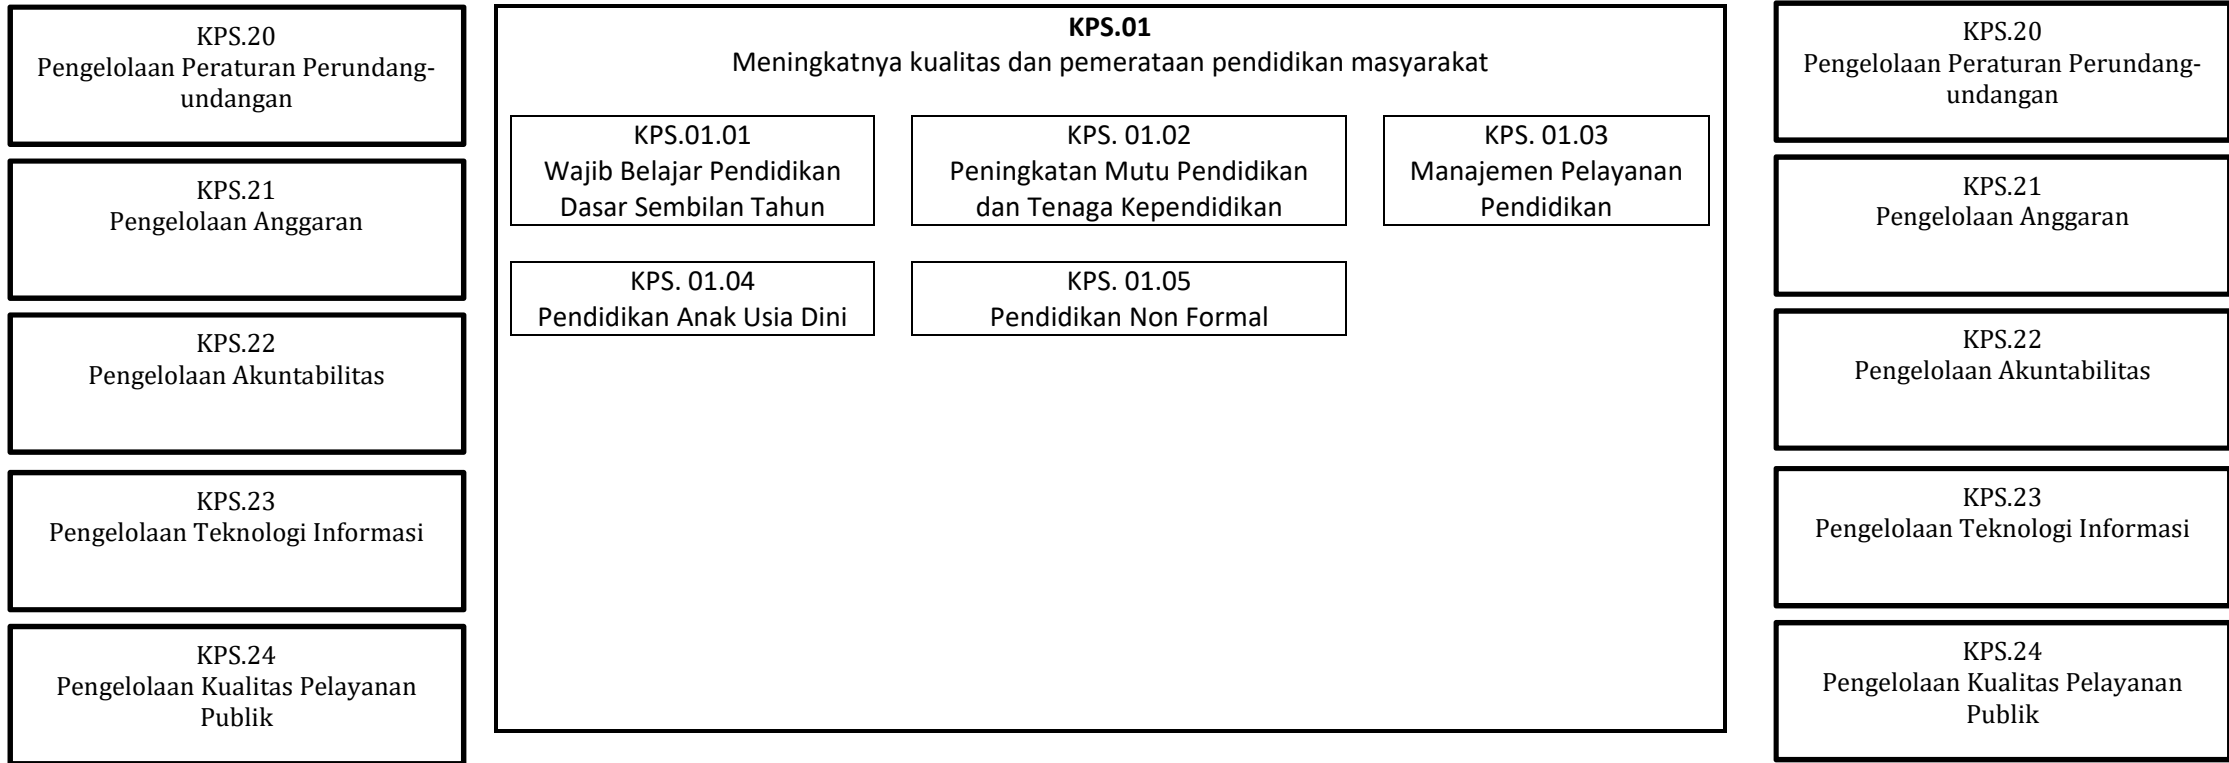 KPS.20
Pengelolaan Peraturan Perundang-
undangan
KPS.21
Pengelolaan Anggaran
KPS.22
Pengelolaan Akuntabilitas
KPS.23
Pengelolaan Teknologi Informasi
KPS.24
Pengelolaan Kualitas Pelayanan
Publik
KPS.01
Meningkatnya kualitas dan pemerataan pendidikan masyarakat
KPS.01.01
Wajib Belajar Pendidikan
Dasar Sembilan Tahun
KPS. 01.02
Peningkatan Mutu Pendidikan
dan Tenaga Kependidikan
KPS. 01.03
Manajemen Pelayanan
Pendidikan
KPS. 01.04
Pendidikan Anak Usia Dini
KPS. 01.05
Pendidikan Non Formal
KPS.20
Pengelolaan Peraturan Perundang-
undangan
KPS.21
Pengelolaan Anggaran
KPS.22
Pengelolaan Akuntabilitas
KPS.23
Pengelolaan Teknologi Informasi
KPS.24
Pengelolaan Kualitas Pelayanan
Publik